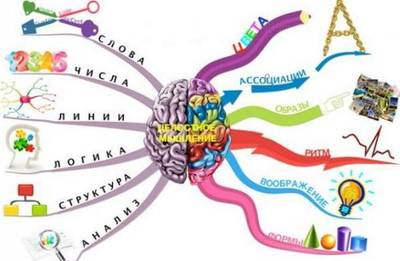 СЛОВА
ЧИСЛА
ЛИНИИ
ЛОГИКА
СТРУКТУРА
АНАЛИЗ
ЦЕЛОСТНОЕ
МЫШЛЕНИЕ
ЦВЕТА
АССОЦИАЦИИ
ОБРАЗЫ
РИТМ
ВООБРАЖЕНИЕ
ФОРМЫ